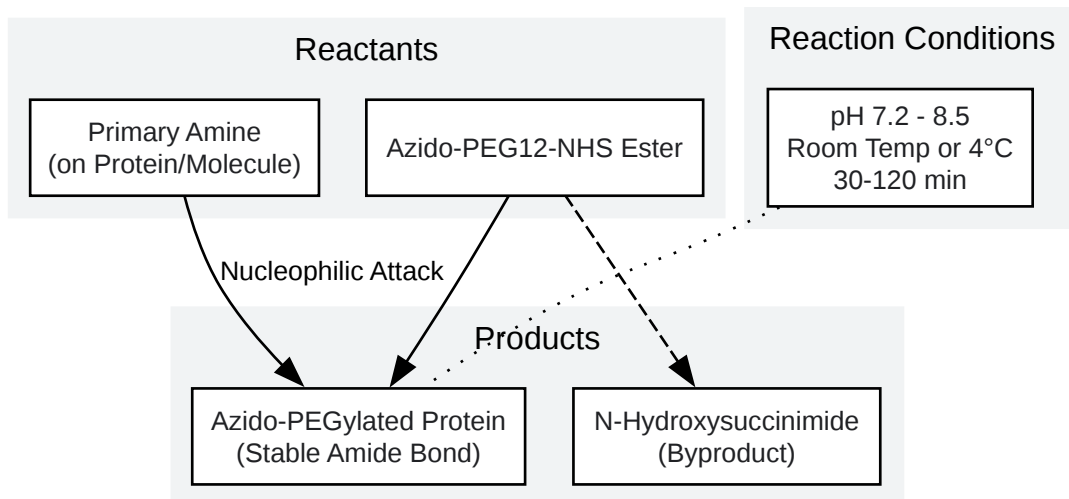 Reactants
Primary Amine
(on Protein/Molecule)
Azido-PEG12-NHS Ester
Reaction Conditions
pH 7.2 - 8.5
Room Temp or 4°C
30-120 min
Nucleophilic Attack
Products
Azido-PEGylated Protein
(Stable Amide Bond)
N-Hydroxysuccinimide
(Byproduct)